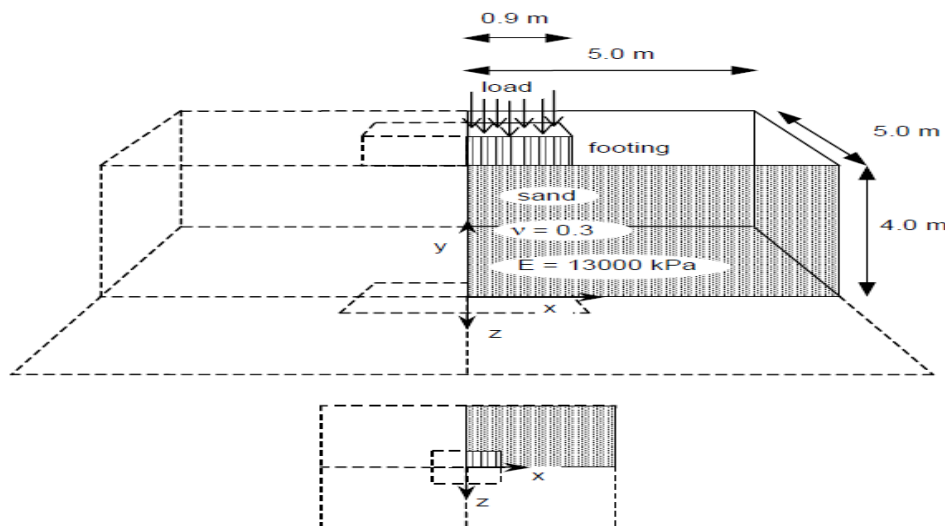 0.9 m
5.0 m
load
5.0 m
footing
sand
4.0 m
ν = 0.3
y
E = 13000 kPa
x
z
x
z